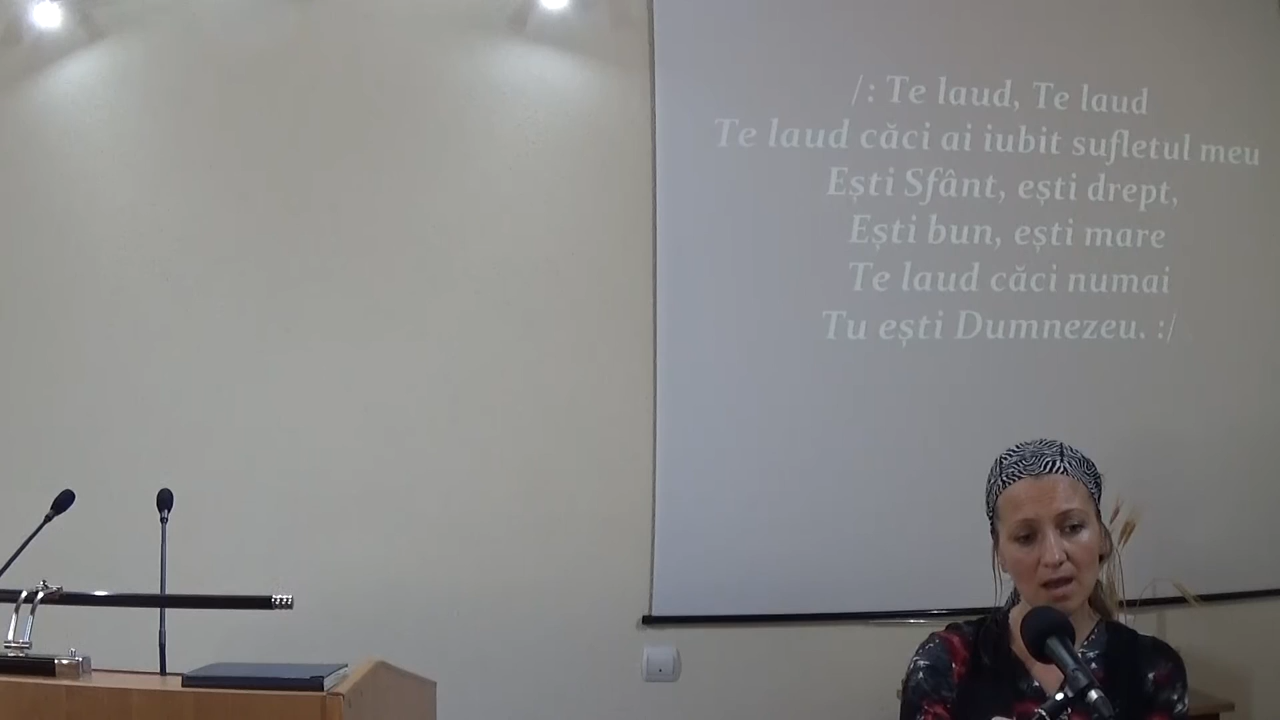 /: Te laud, Te laud
Te laud căci ai iubit sufletul meu
Ești Sfânt, ești drept,
Ești bun, ești mare
Te laud căci numai
Tu ești Dumnezeu. :/